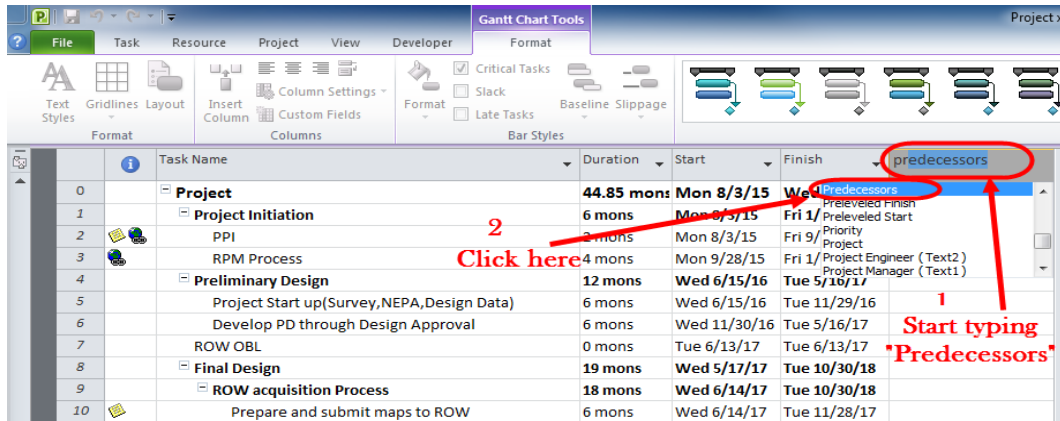 Gantt Chart Tools
Project x
File Task Resource Project View Developer Format
Text Styles
Gridlines
Layout
Format
Insert Column
Column Settings
Custom Fields
Columns
Format
Critical Tasks
Slack
Late Tasks
Baseline
Slippage
Bar Styles
Task Name Duration Start Finish predecessors
0 Project 44.85 mons Mon 8/3/15 Wed
1 Project Initiation 6 mons Mon 8/3/15 Fri 1/
2 PPI 2 mons Mon 8/3/15 Fri 9/
3 RPM Process 4 mons Mon 9/28/15 Fri 1/
4 Preliminary Design 12 mons Wed 6/15/16 Tue 5/16/17
5 Project Start up(Survey,NEPA,Design Data) 6 mons Wed 6/15/16 Tue 11/29/16
6 Develop PD through Design Approval 6 mons Wed 11/30/16 Tue 5/16/17
7 ROW OBL 0 mons Tue 6/13/17 Tue 6/13/17
8 Final Design 19 mons Wed 5/17/17 Tue 10/30/18
9 ROW acquisition Process 18 mons Wed 6/14/17 Tue 10/30/18
10 Prepare and submit maps to ROW 6 mons Wed 6/14/17 Tue 11/28/17
Predecessors
Preleveled Finish
Preleveled Start
Priority
Project
Project Engineer (Text2)
Project Manager (Text1)
2
Click here
1
Start typing
"Predecessors"